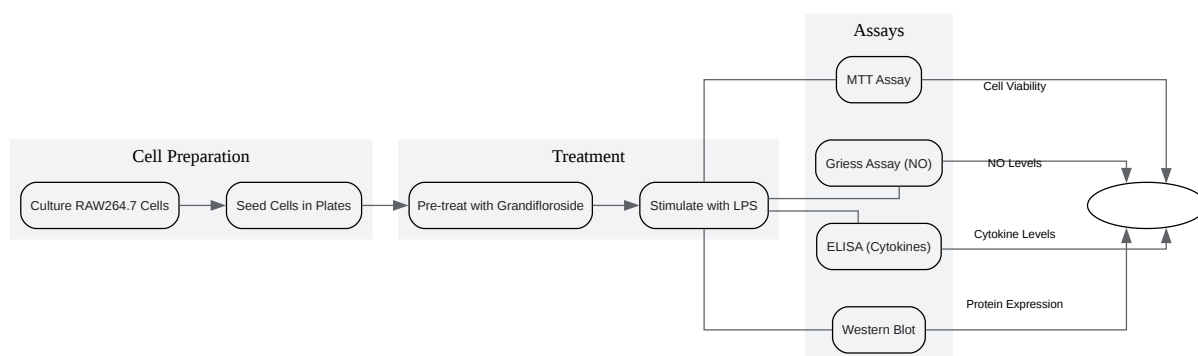 Cell Preparation
Culture RAW264.7 Cells
Seed Cells in Plates
Treatment
Pre-treat with Grandifloroside
Stimulate with LPS
Assays
MTT Assay
Griess Assay (NO)
ELISA (Cytokines)
Western Blot
Cell Viability
NO Levels
Cytokine Levels
Protein Expression